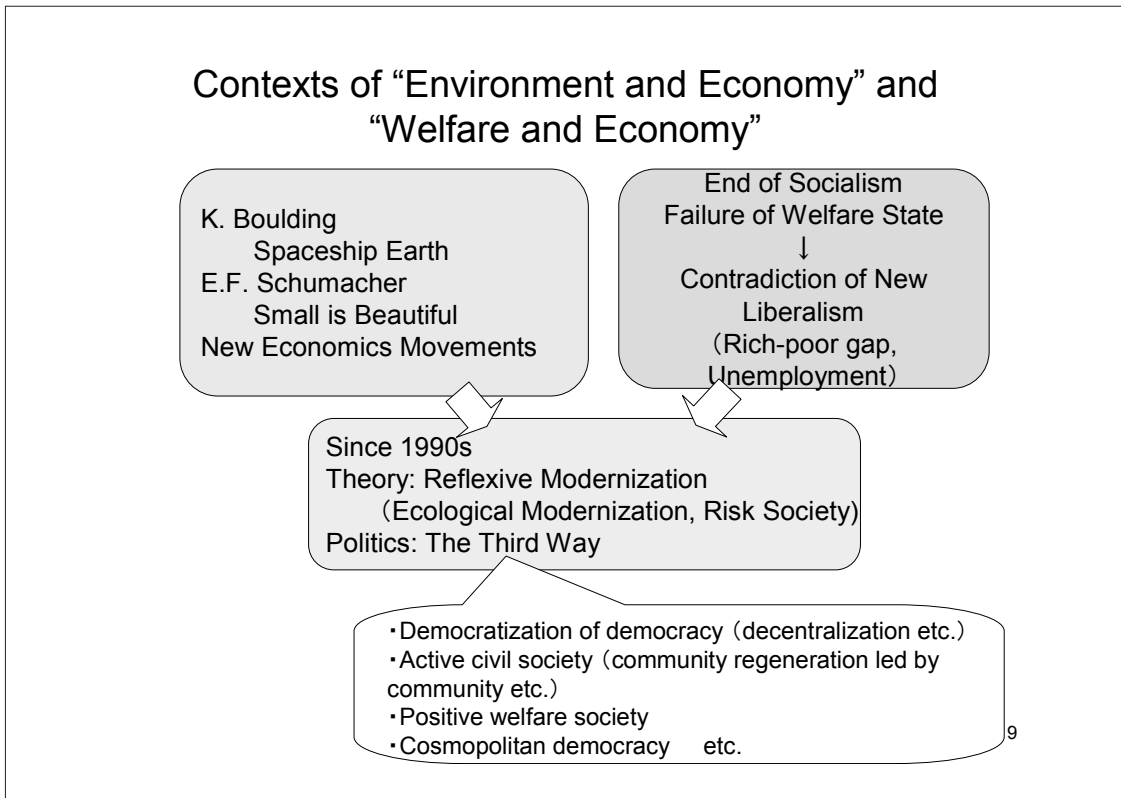 Contexts of “Environment and Economy” and
“Welfare and Economy”
K. Boulding
Spaceship Earth
E.F. Schumacher
Small is Beautiful
New Economics Movements
End of Socialism
Failure of Welfare State
↓
Contradiction of New
Liberalism
（Rich-poor gap,
Unemployment）
Since 1990s
Theory: Reflexive Modernization
（Ecological Modernization, Risk Society)
Politics: The Third Way
・Democratization of democracy（decentralization etc.）
・Active civil society（community regeneration led by
community etc.）
・Positive welfare society
・Cosmopolitan democracy etc.
9